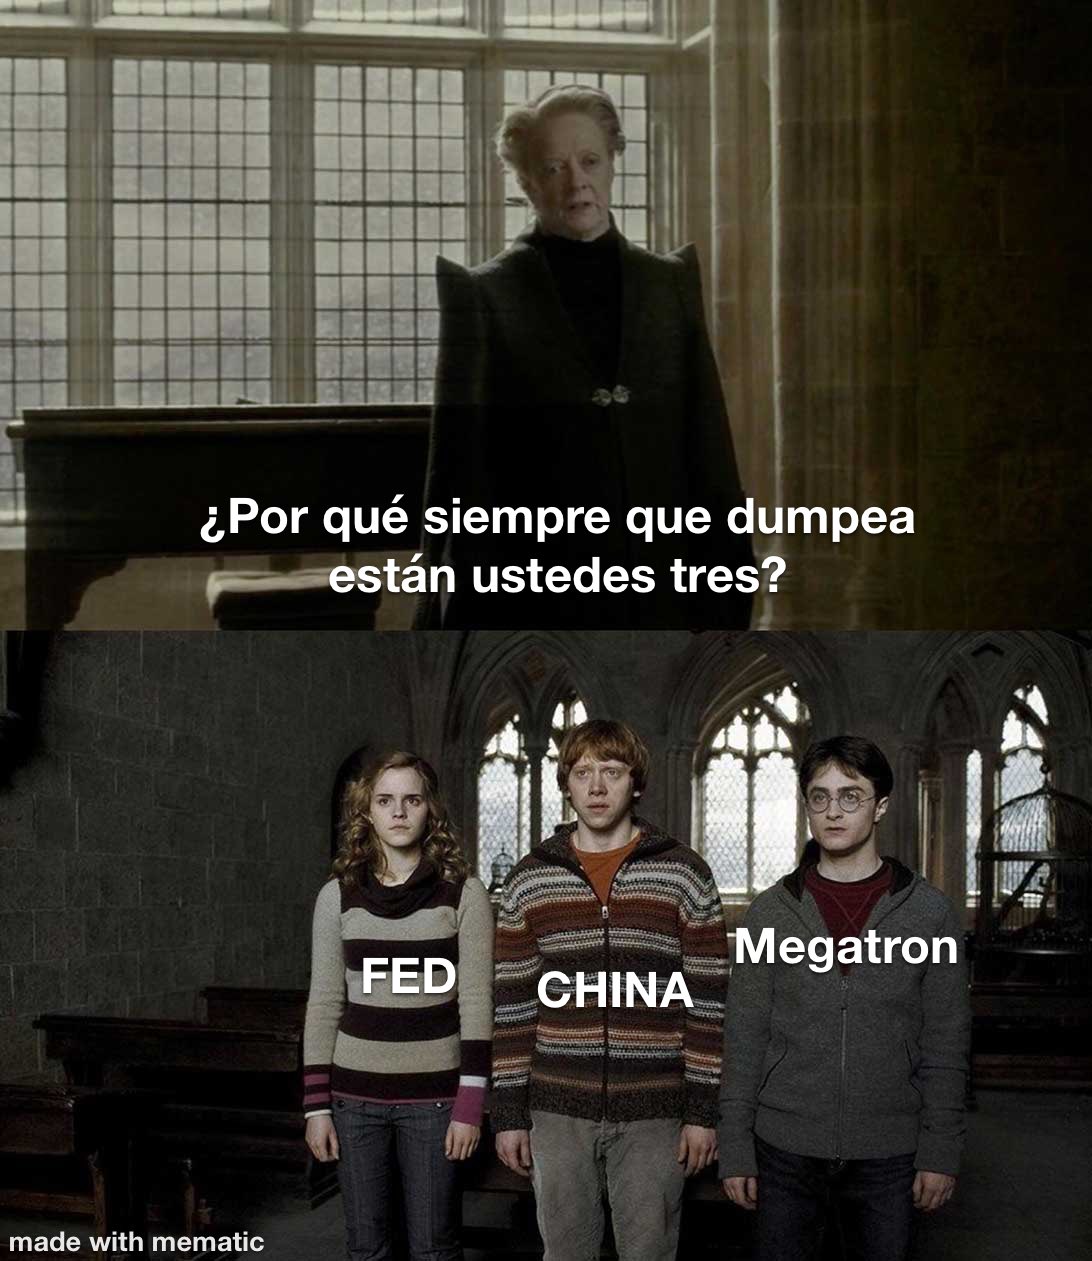 ¿Por qué siempre que dumpea
están ustedes tres?
FED
CHINA
Megatron
made with mematic